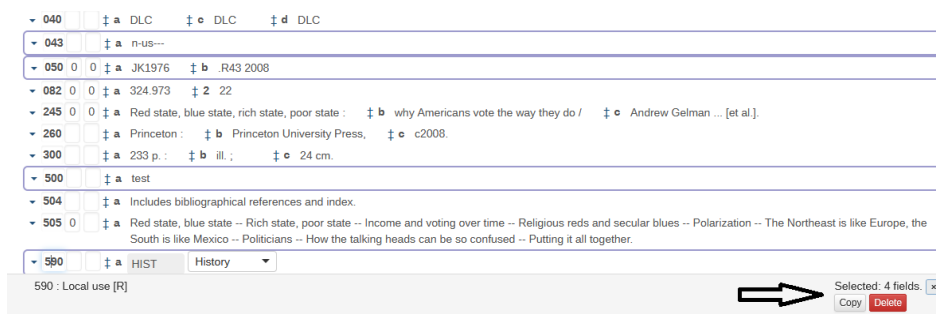 040 ‡ a DLC ‡ c DLC ‡ d DLC
043 ‡ a n-us---
050 0 0 ‡ a JK1976 ‡ b .R43 2008
082 0 0 ‡ a 324.973 ‡ 2 22
245 0 0 ‡ a Red state, blue state, rich state, poor state : ‡ b why Americans vote the way they do / ‡ c Andrew Gelman ... [et al.].
260 ‡ a Princeton : ‡ b Princeton University Press, ‡ c c2008.
300 ‡ a 233 p. : ‡ b ill. ; ‡ c 24 cm.
500 ‡ a test
504 ‡ a Includes bibliographical references and index.
505 0 ‡ a Red state, blue state -- Rich state, poor state -- Income and voting over time -- Religious reds and secular blues -- Polarization -- The Northeast is like Europe, the
South is like Mexico -- Politicians -- How the talking heads can be so confused -- Putting it all together.
590 ‡ a HIST History
590 : Local use [R] Selected: 4 fields. ×
Copy Delete